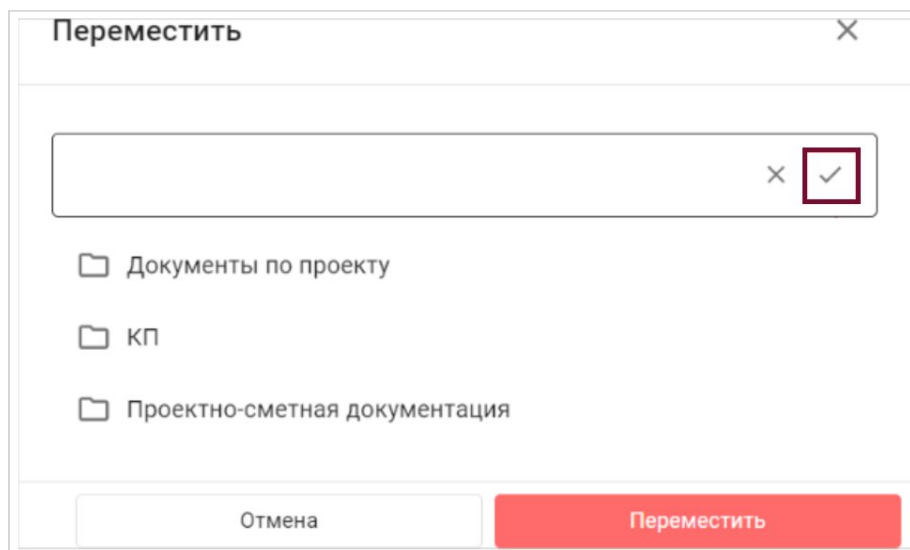 Переместить
Документы по проекту
КП
Проектно-сметная документация
Отмена
Переместить